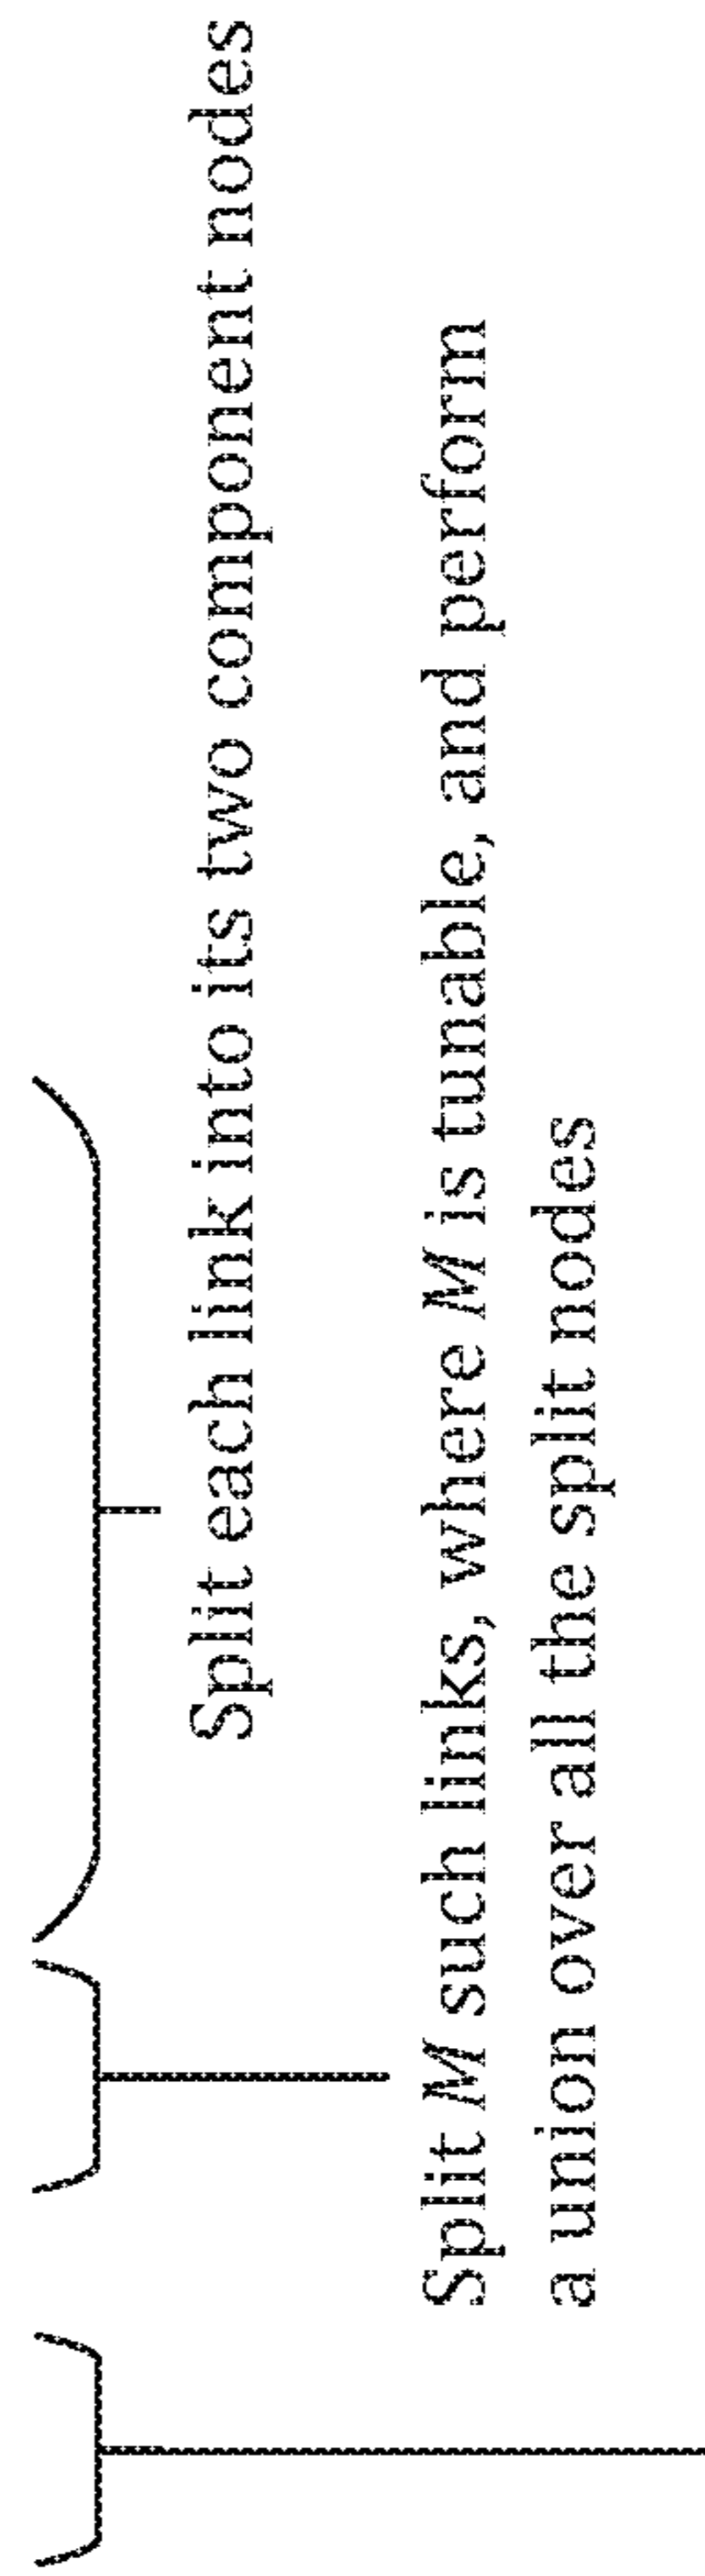 Split each link into its two component nodes
Split M such links, where M is tunable, and perform
a union over all the split nodes